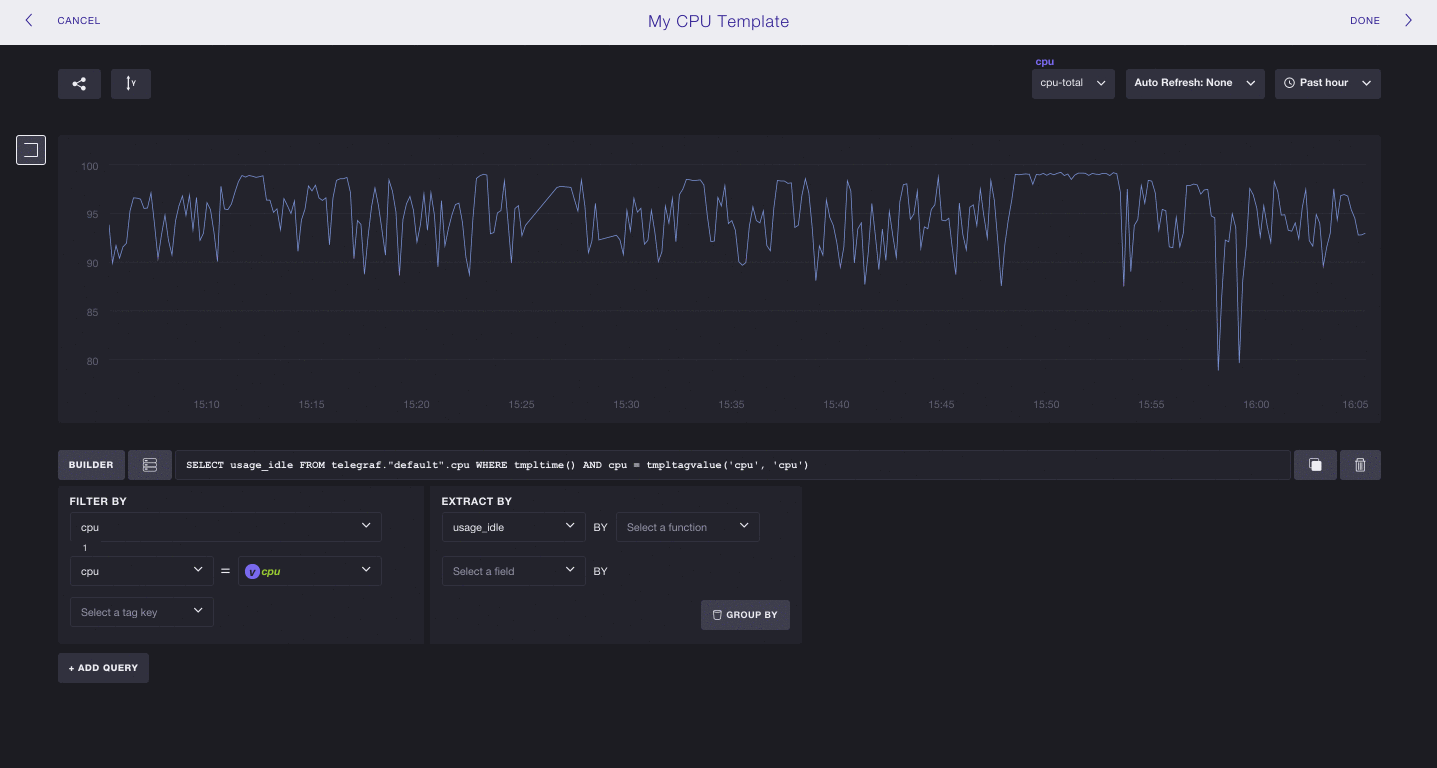 CANCEL
My CPU Template
DONE
cpu
cpu-total
Auto Refresh: None
Past hour
Y
100
95
90
85
80
15:10 15:15 15:20 15:25 15:30 15:35 15:40 15:45 15:50 15:55 16:00 16:05
BUILDER
SELECT usage_idle FROM telegraf."default".cpu WHERE tmpltime() AND cpu = tmpltagvalue('cpu', 'cpu')
FILTER BY
cpu
1
cpu = v cpu
Select a tag key
EXTRACT BY
usage_idle BY Select a function
Select a field BY
GROUP BY
+ ADD QUERY